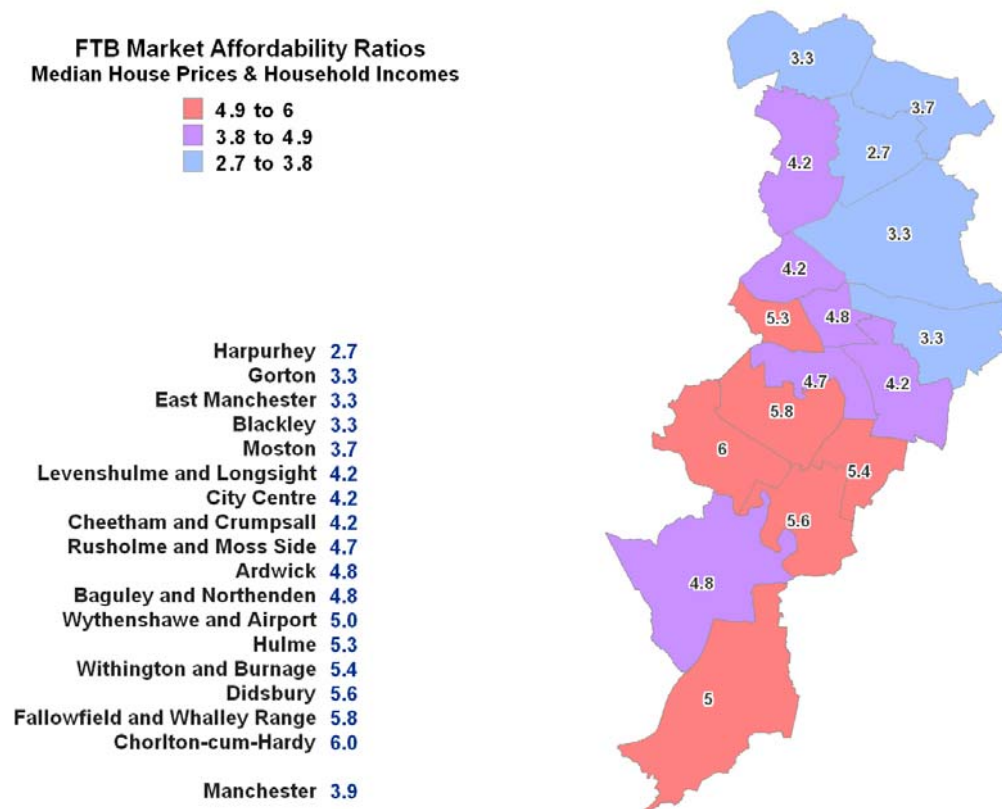 FTB Market Affordability Ratios
Median House Prices & Household Incomes
4.9 to 6
3.8 to 4.9
2.7 to 3.8
Harpurhey 2.7
Gorton 3.3
East Manchester 3.3
Blackley 3.3
Moston 3.7
Levenshulme and Longsight 4.2
City Centre 4.2
Cheetham and Crumpsall 4.2
Rusholme and Moss Side 4.7
Ardwick 4.8
Baguley and Northenden 4.8
Wythenshawe and Airport 5.0
Hulme 5.3
Withington and Burnage 5.4
Didsbury 5.6
Fallowfield and Whalley Range 5.8
Chorlton-cum-Hardy 6.0
Manchester 3.9
3.3
3.7
2.7
4.2
3.3
4.2
5.3
4.8
3.3
4.7
4.2
5.8
6
5.4
5.6
4.8
5